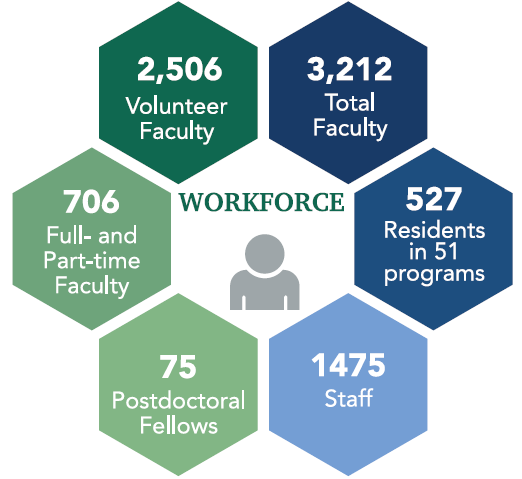 2,506
Volunteer
Faculty
3,212
Total
Faculty
706
Full- and
Part-time
Faculty
WORKFORCE
527
Residents
in 51
programs
75
Postdoctoral
Fellows
1475
Staff